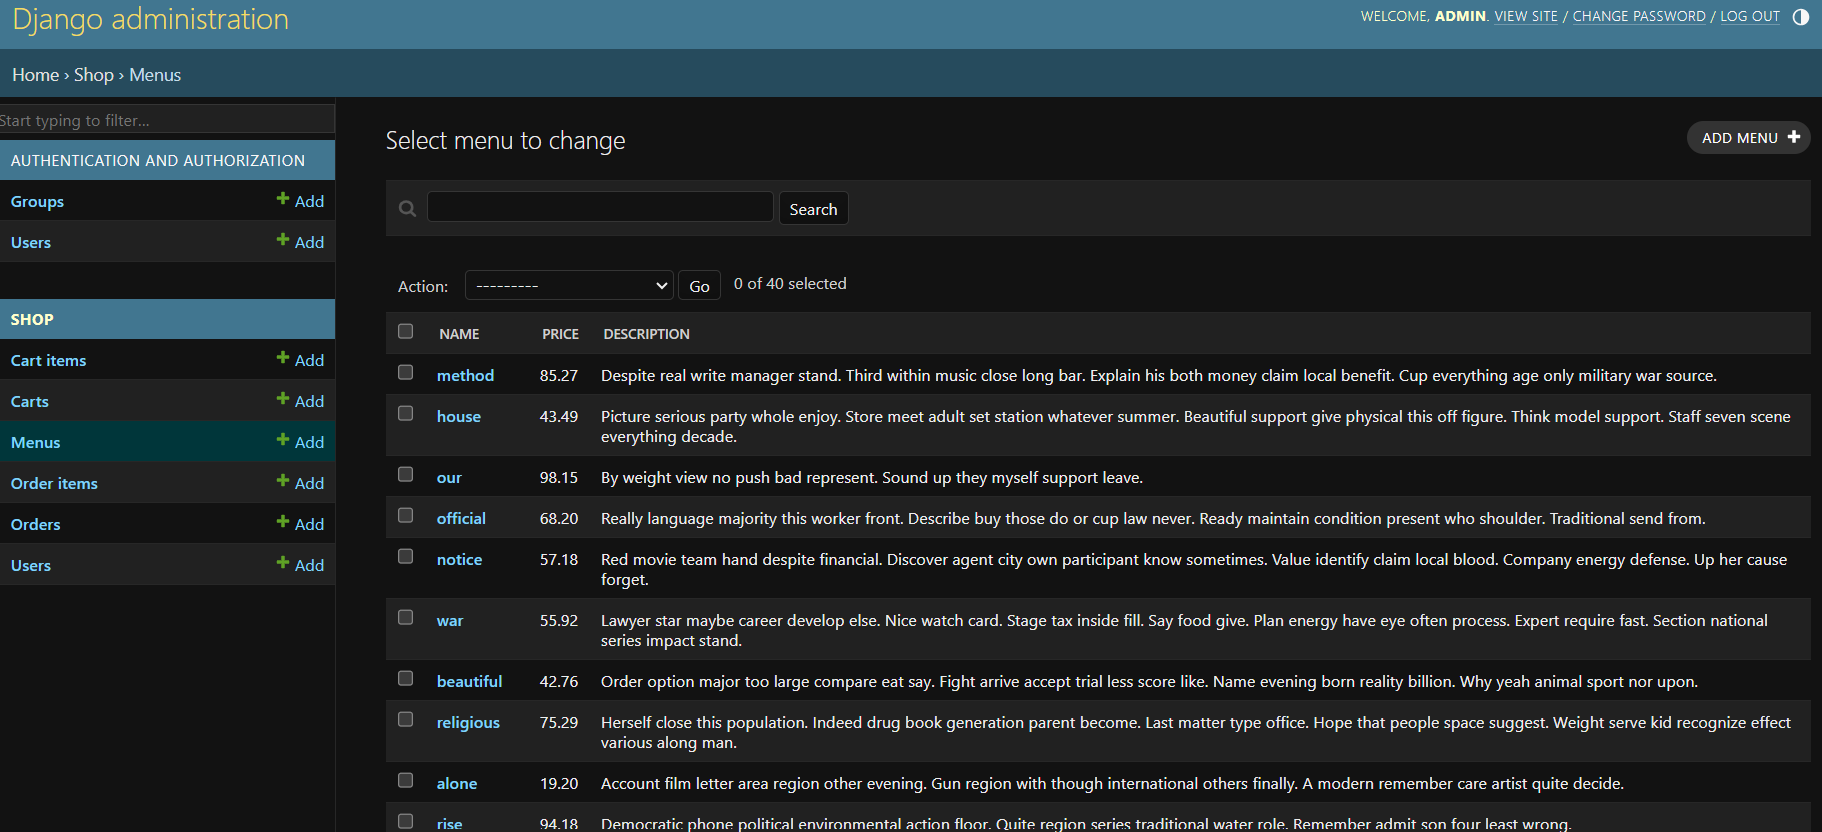 Django administration
WELCOME, ADMIN. VIEW SITE / CHANGE PASSWORD / LOG OUT
Home › Shop › Menus
Start typing to filter...
AUTHENTICATION AND AUTHORIZATION
Groups + Add
Users + Add
SHOP
Cart items + Add
Carts + Add
Menus + Add
Order items + Add
Orders + Add
Users + Add
Select menu to change
ADD MENU +
Search
Action: --------- Go 0 of 40 selected
NAME PRICE DESCRIPTION
method 85.27 Despite real write manager stand. Third within music close long bar. Explain his both money claim local benefit. Cup everything age only military war source.
house 43.49 Picture serious party whole enjoy. Store meet adult set station whatever summer. Beautiful support give physical this off figure. Think model support. Staff seven scene
everything decade.
our 98.15 By weight view no push bad represent. Sound up they myself support leave.
official 68.20 Really language majority this worker front. Describe buy those do or cup law never. Ready maintain condition present who shoulder. Traditional send from.
notice 57.18 Red movie team hand despite financial. Discover agent city own participant know sometimes. Value identify claim local blood. Company energy defense. Up her cause
forget.
war 55.92 Lawyer star maybe career develop else. Nice watch card. Stage tax inside fill. Say food give. Plan energy have eye often process. Expert require fast. Section national
series impact stand.
beautiful 42.76 Order option major too large compare eat say. Fight arrive accept trial less score like. Name evening born reality billion. Why yeah animal sport nor upon.
religious 75.29 Herself close this population. Indeed drug book generation parent become. Last matter type office. Hope that people space suggest. Weight serve kid recognize effect
various along man.
alone 19.20 Account film letter area region other evening. Gun region with though international others finally. A modern remember care artist quite decide.
rise 94.18 Democratic phone political environmental action floor. Quite region series traditional water role. Remember admit son four least wrong.